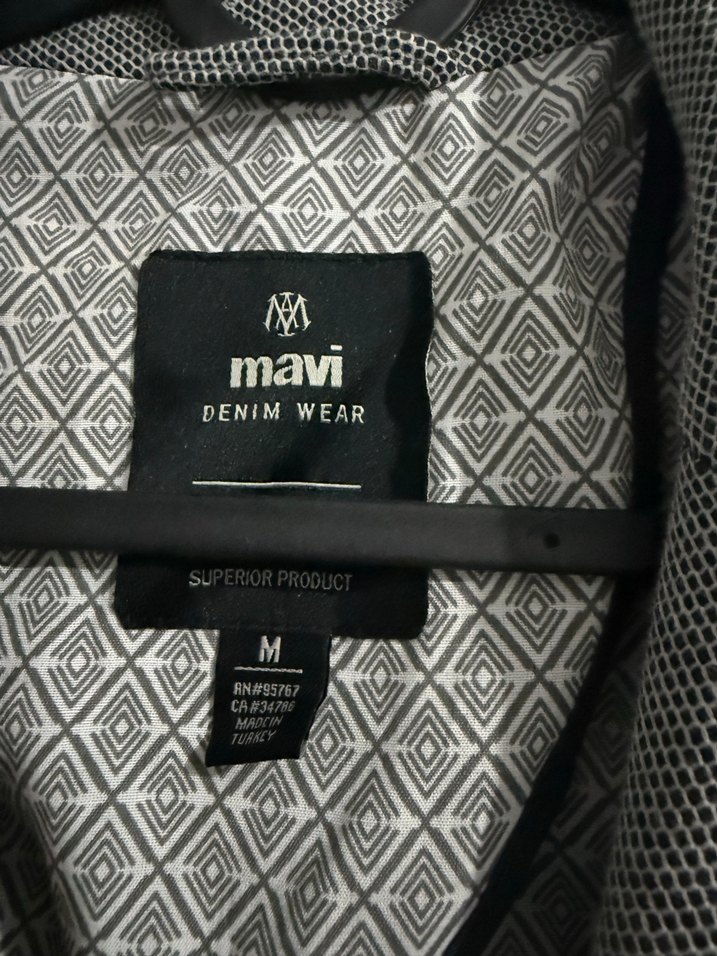 mavi
DENIM WEAR
SUPERIOR PRODUCT
M
RN#95767
CA#34786
MADE IN
TURKEY